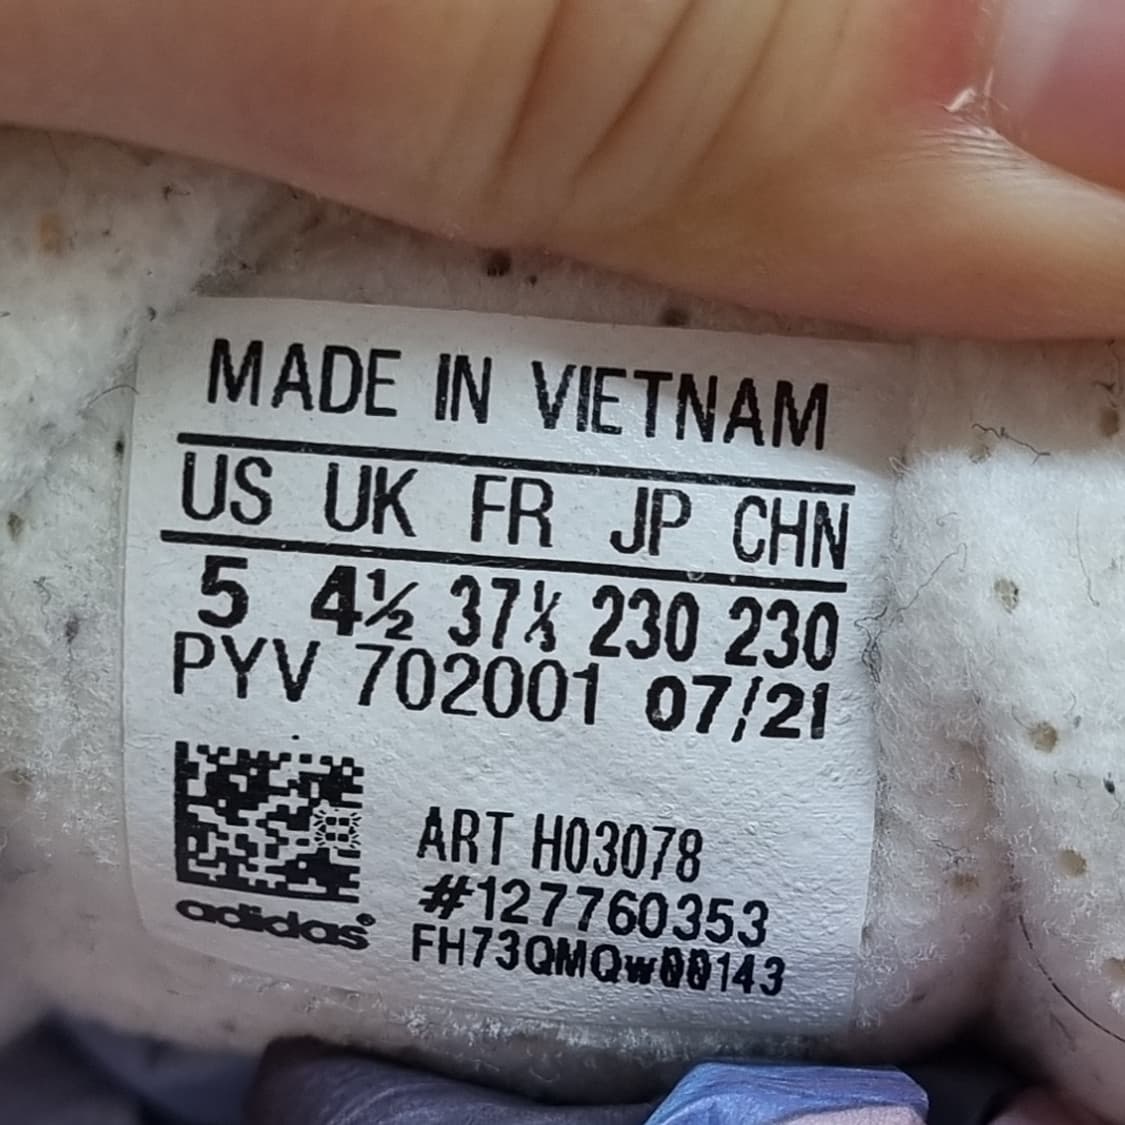 MADE IN VIETNAM
US UK FR JP CHN
5 4½ 37⅓ 230 230
PYV 702001 07/21
ART H03078
#127760353
adidas®
FH73QMQw00143